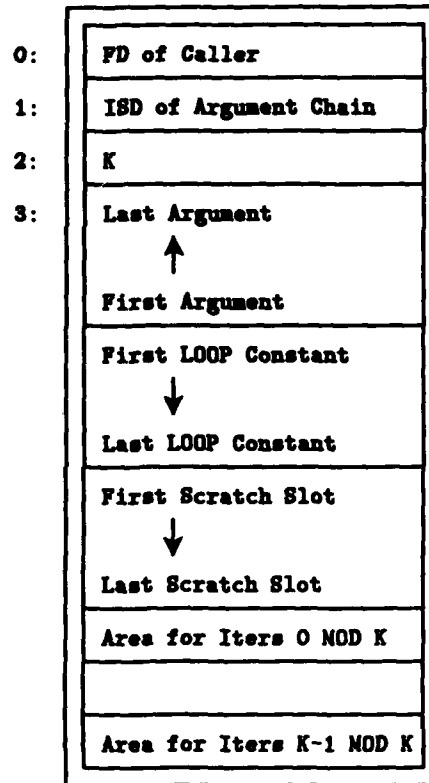 0: FD of Caller
1: ISD of Argument Chain
2: K
3: Last Argument
First Argument
First LOOP Constant
Last LOOP Constant
First Scratch Slot
Last Scratch Slot
Area for Iters 0 MOD K
Area for Iters K-1 MOD K